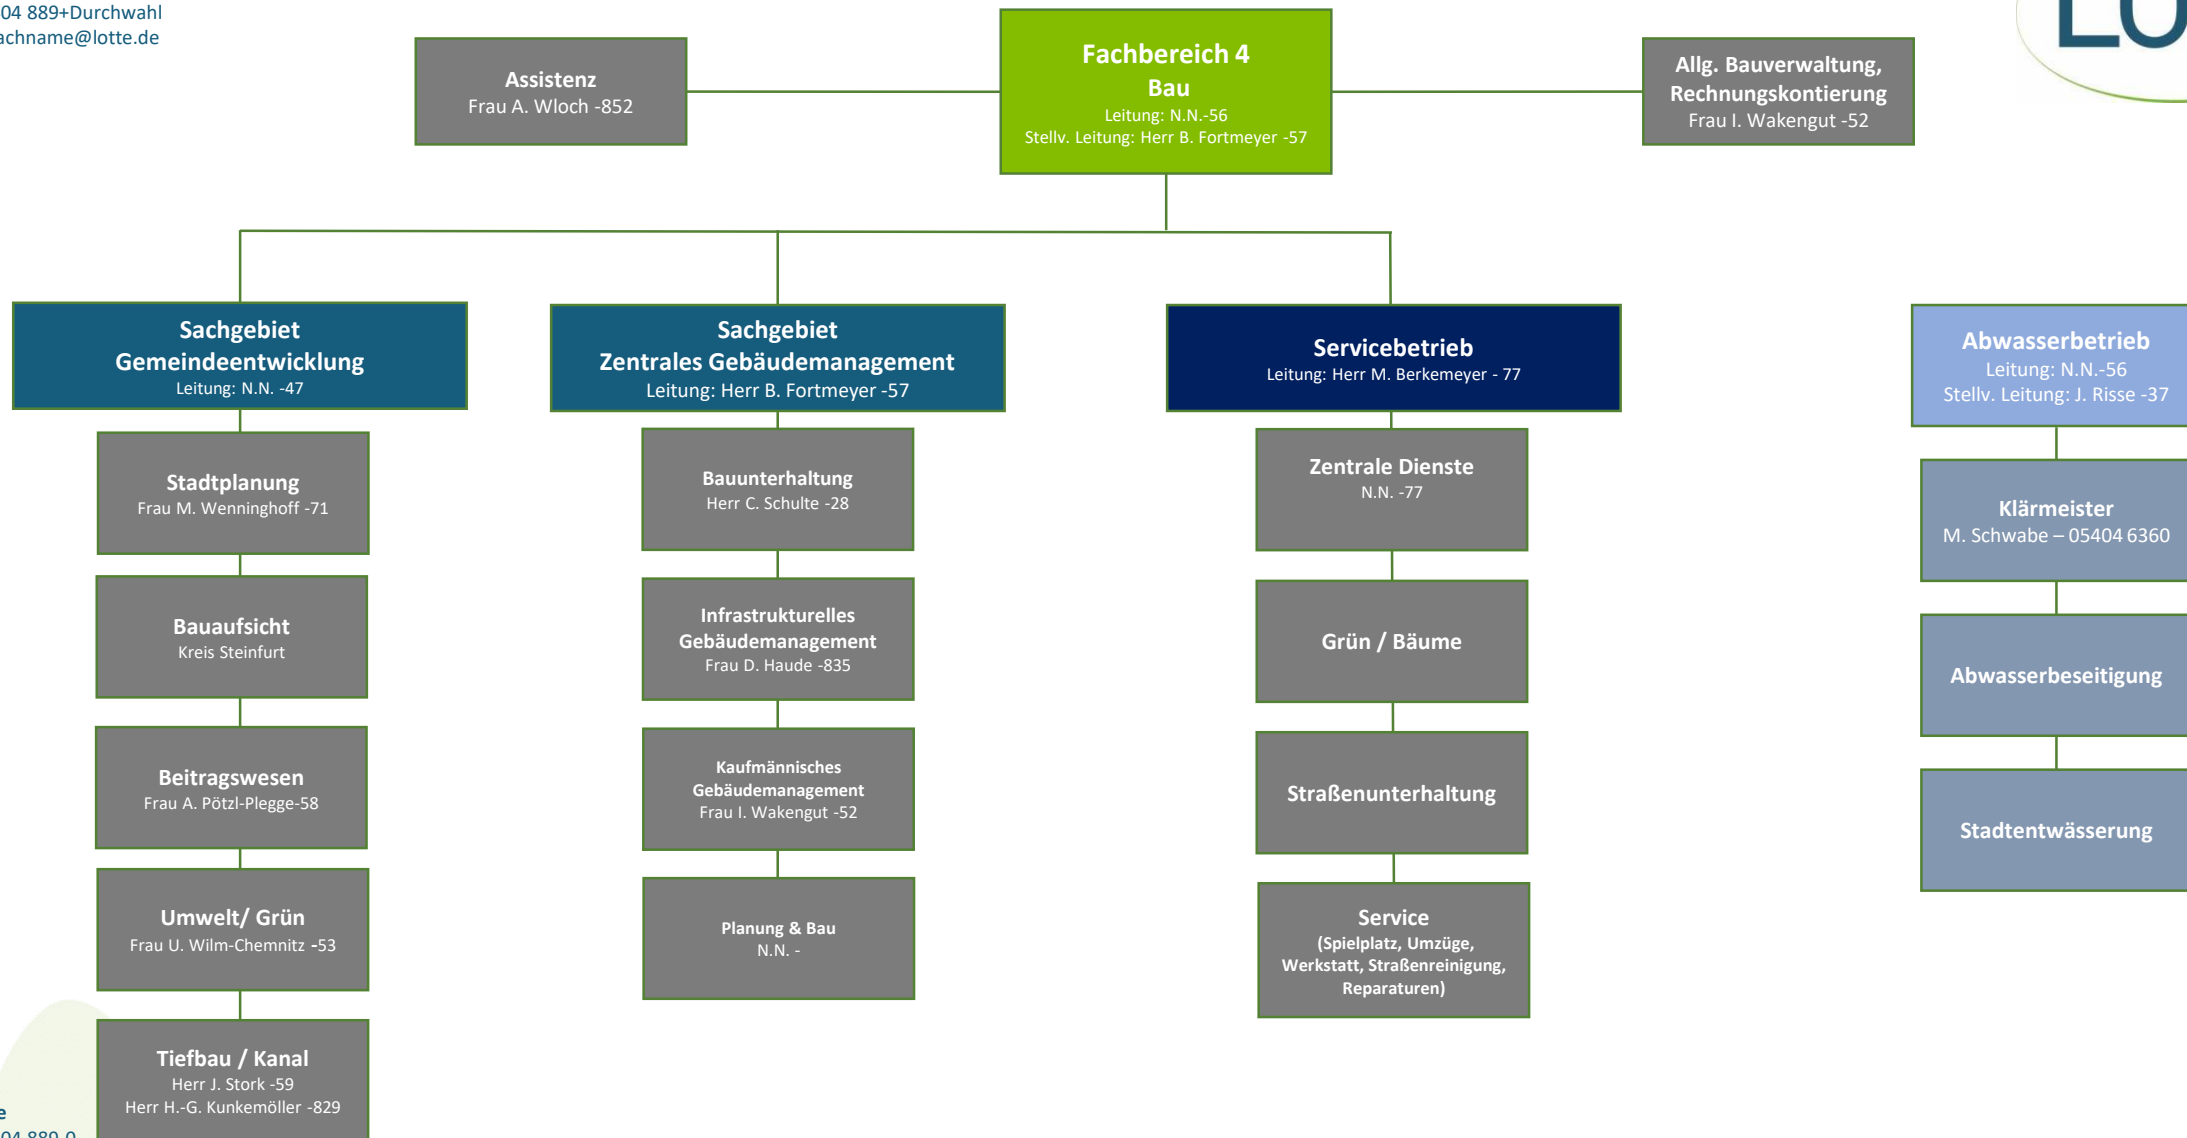 04 889+Durchwahl
achname@lotte.de
Assistenz
Frau A. Wloch -852
Fachbereich 4
Bau
Leitung: N.N.-56
Stellv. Leitung: Herr B. Fortmeyer -57
Allg. Bauverwaltung,
Rechnungskontierung
Frau I. Wakengut -52
LO
Sachgebiet
Gemeindeentwicklung
Leitung: N.N. -47
Stadtplanung
Frau M. Wenninghoff -71
Bauaufsicht
Kreis Steinfurt
Beitragswesen
Frau A. Pötzl-Plegge-58
Umwelt/ Grün
Frau U. Wilm-Chemnitz -53
Tiefbau / Kanal
Herr J. Stork -59
Herr H.-G. Kunkemöller -829
Sachgebiet
Zentrales Gebäudemanagement
Leitung: Herr B. Fortmeyer -57
Bauunterhaltung
Herr C. Schulte -28
Infrastrukturelles
Gebäudemanagement
Frau D. Haude -835
Kaufmännisches
Gebäudemanagement
Frau I. Wakengut -52
Planung & Bau
N.N. -
Servicebetrieb
Leitung: Herr M. Berkemeyer - 77
Zentrale Dienste
N.N. -77
Grün / Bäume
Straßenunterhaltung
Service
(Spielplatz, Umzüge,
Werkstatt, Straßenreinigung,
Reparaturen)
Abwasserbetrieb
Leitung: N.N.-56
Stellv. Leitung: J. Risse -37
Klärmeister
M. Schwabe – 05404 6360
Abwasserbeseitigung
Stadtentwässerung
e
04 889-0